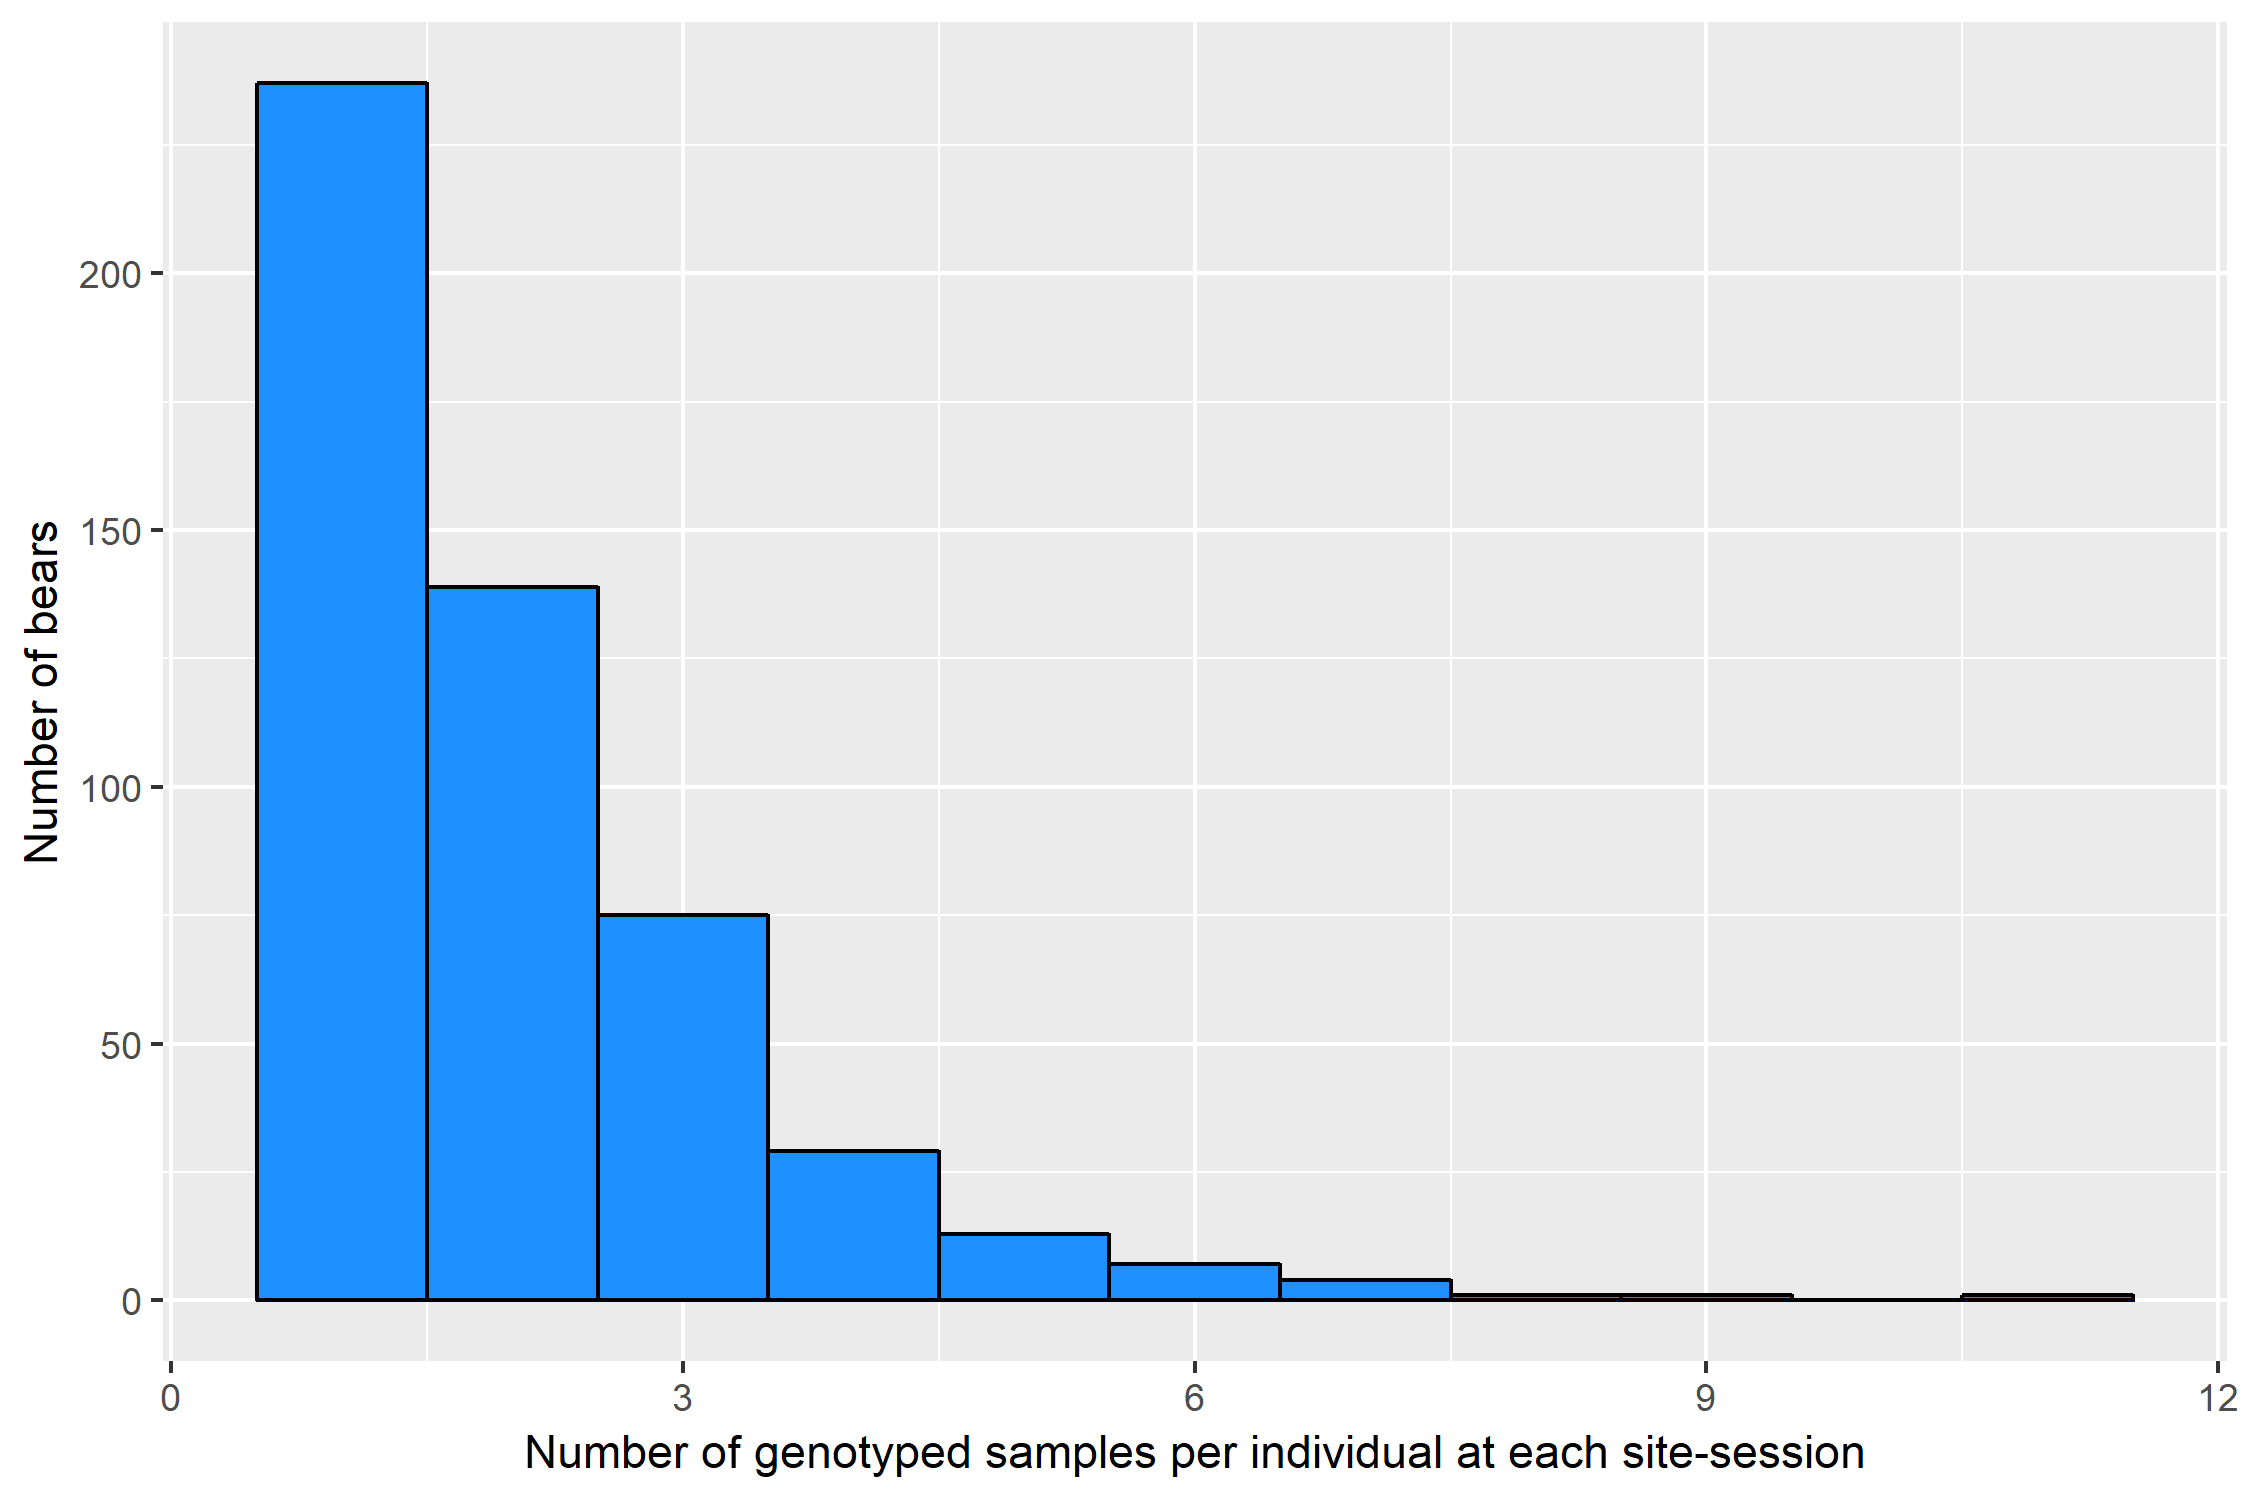 Number of bears
200
150
100
50
0
0 3 6 9 12
Number of genotyped samples per individual at each site-session